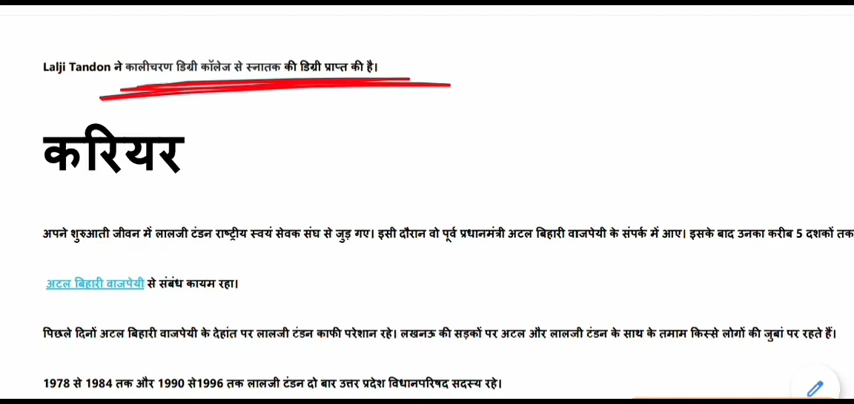 Lalji Tandon ने कालीचरण डिग्री कॉलेज से स्नातक की डिग्री प्राप्त की है।
करियर
अपने शुरुआती जीवन में लालजी टंडन राष्ट्रीय स्वयं सेवक संघ से जुड़ गए। इसी दौरान वो पूर्व प्रधानमंत्री अटल बिहारी वाजपेयी के संपर्क में आए। इसके बाद उनका करीब 5 दशकों तक
अटल बिहारी वाजपेयी से संबंध कायम रहा।
पिछले दिनों अटल बिहारी वाजपेयी के देहांत पर लालजी टंडन काफी परेशान रहे। लखनऊ की सड़कों पर अटल और लालजी टंडन के साथ के तमाम किस्से लोगों की जुबां पर रहते हैं।
1978 से 1984 तक और 1990 से1996 तक लालजी टंडन दो बार उत्तर प्रदेश विधानपरिषद सदस्य रहे।